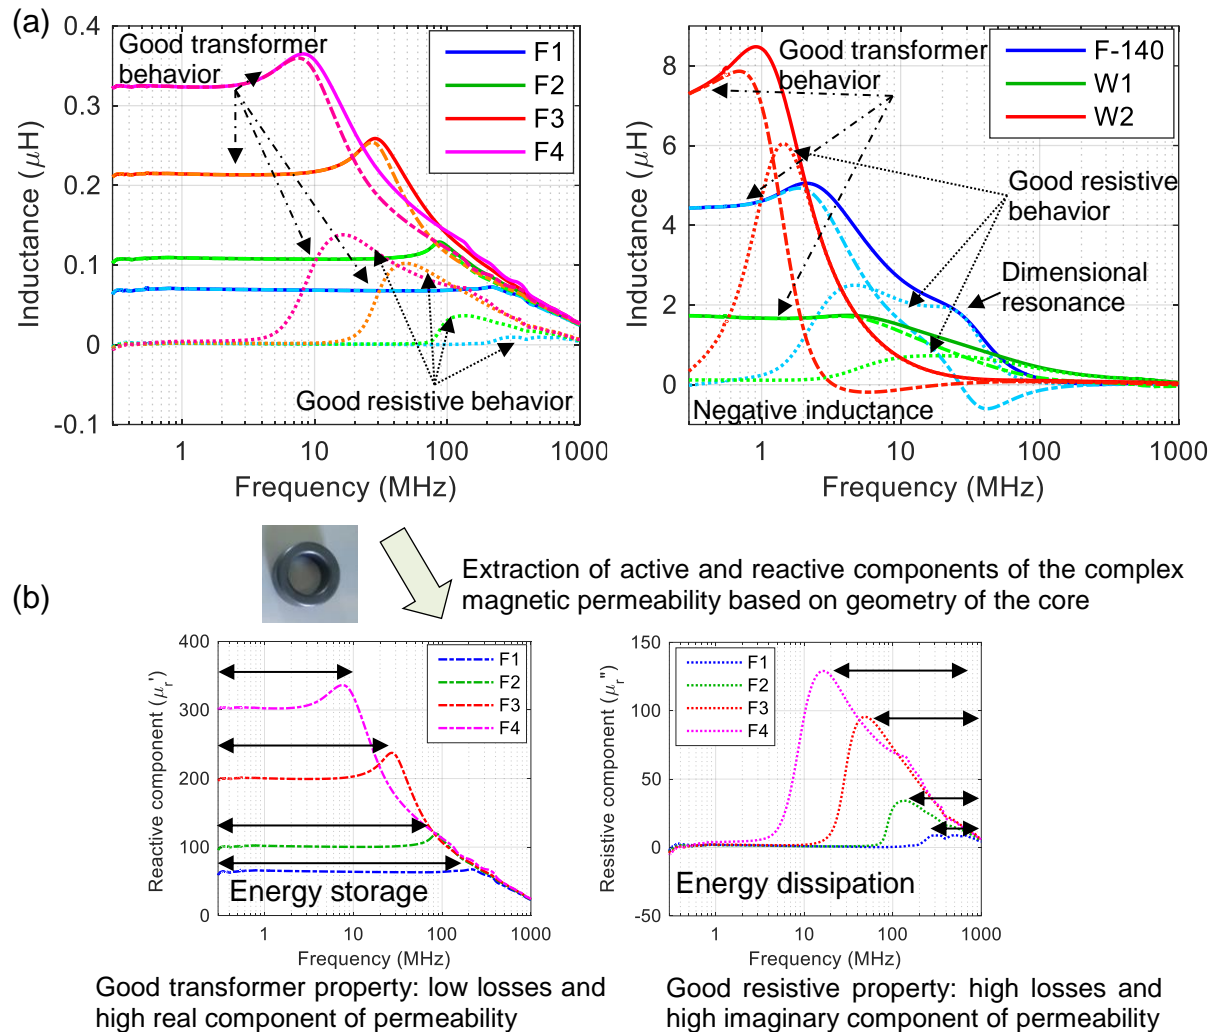 (a)
0.4
0.3
0.2
0.1
0
-0.1
Inductance (μH)
Good transformer
behavior
F1
F2
F3
F4
Good resistive behavior
1
10
100
1000
Frequency (MHz)
8
6
4
2
0
Inductance (μH)
Good transformer
behavior
F-140
W1
W2
Good resistive
behavior
Dimensional
resonance
Negative inductance
1
10
100
1000
Frequency (MHz)
Extraction of active and reactive components of the complex
magnetic permeability based on geometry of the core
(b)
400
300
200
100
0
Reactive component (μr')
F1
F2
F3
F4
Energy storage
1
10
100
1000
Frequency (MHz)
150
100
50
0
-50
Resistive component (μr'')
F1
F2
F3
F4
Energy dissipation
1
10
100
1000
Frequency (MHz)
Good transformer property: low losses and
high real component of permeability
Good resistive property: high losses and
high imaginary component of permeability